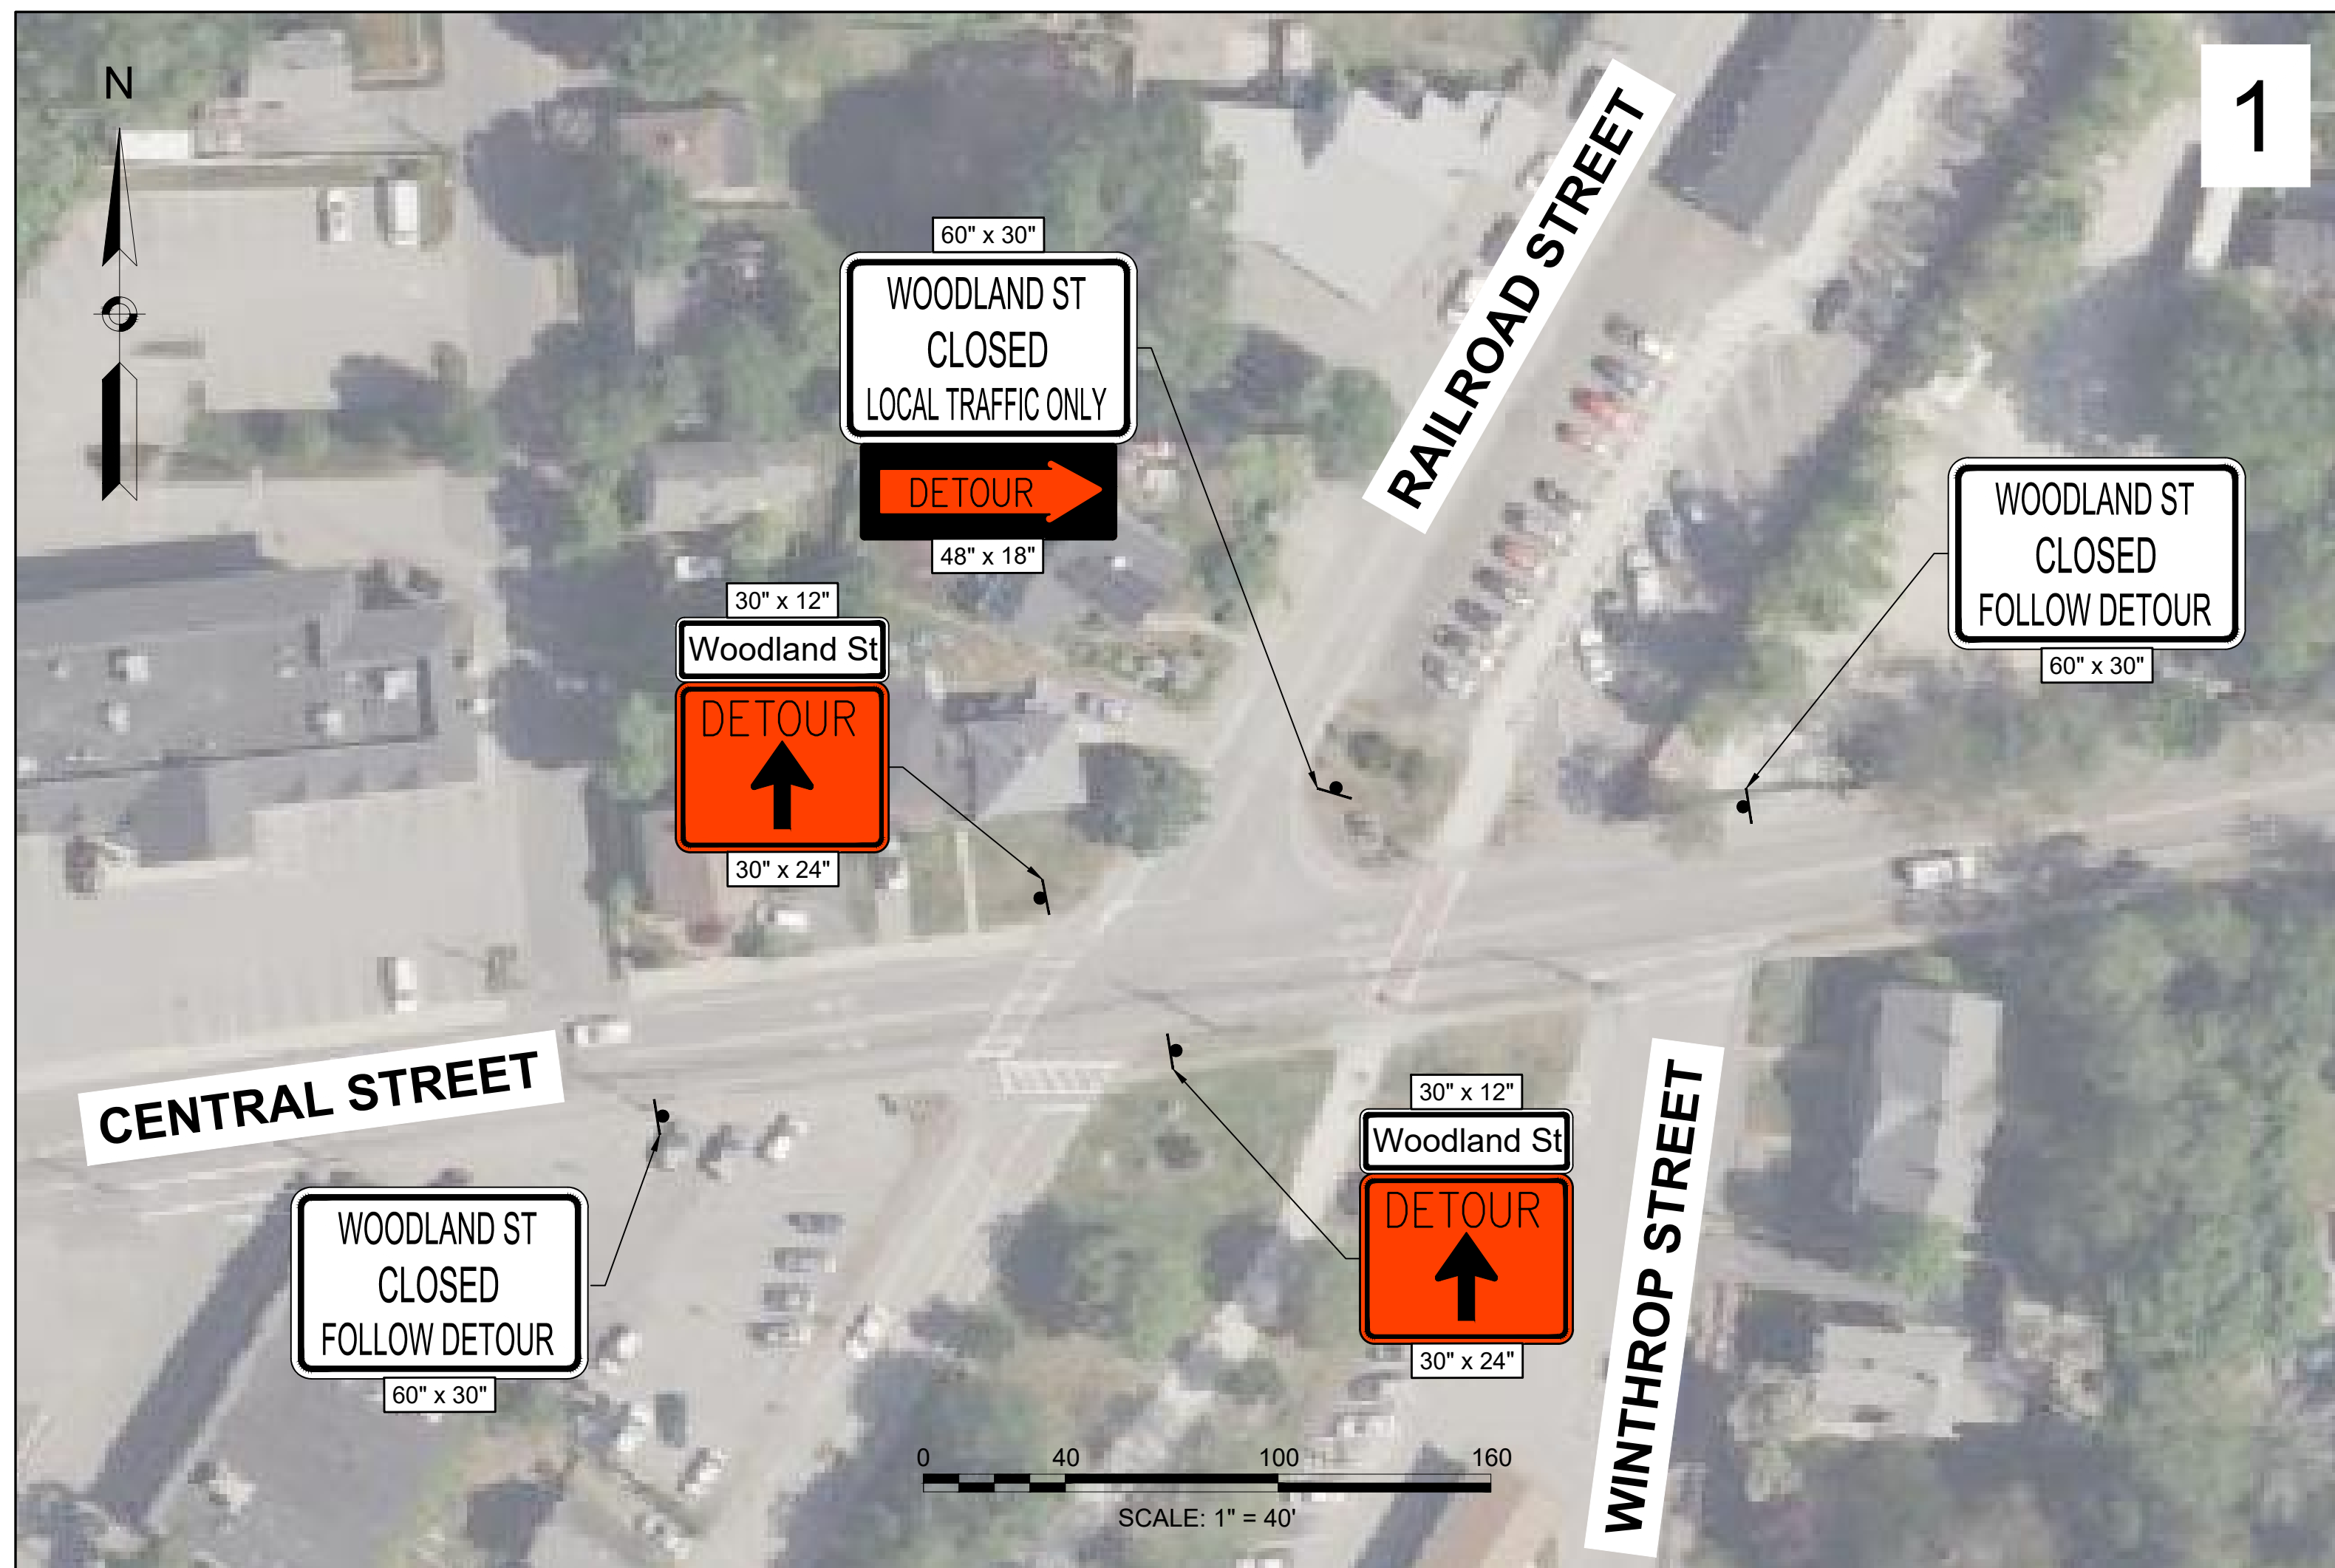 N
1
RAILROAD STREET
60" x 30"
WOODLAND ST
CLOSED
LOCAL TRAFFIC ONLY
DETOUR
48" x 18"
WOODLAND ST
CLOSED
FOLLOW DETOUR
60" x 30"
30" x 12"
Woodland St
DETOUR
30" x 24"
CENTRAL STREET
WOODLAND ST
CLOSED
FOLLOW DETOUR
60" x 30"
30" x 12"
Woodland St
DETOUR
30" x 24"
WINTHROP STREET
0 40 100 160
SCALE: 1" = 40'